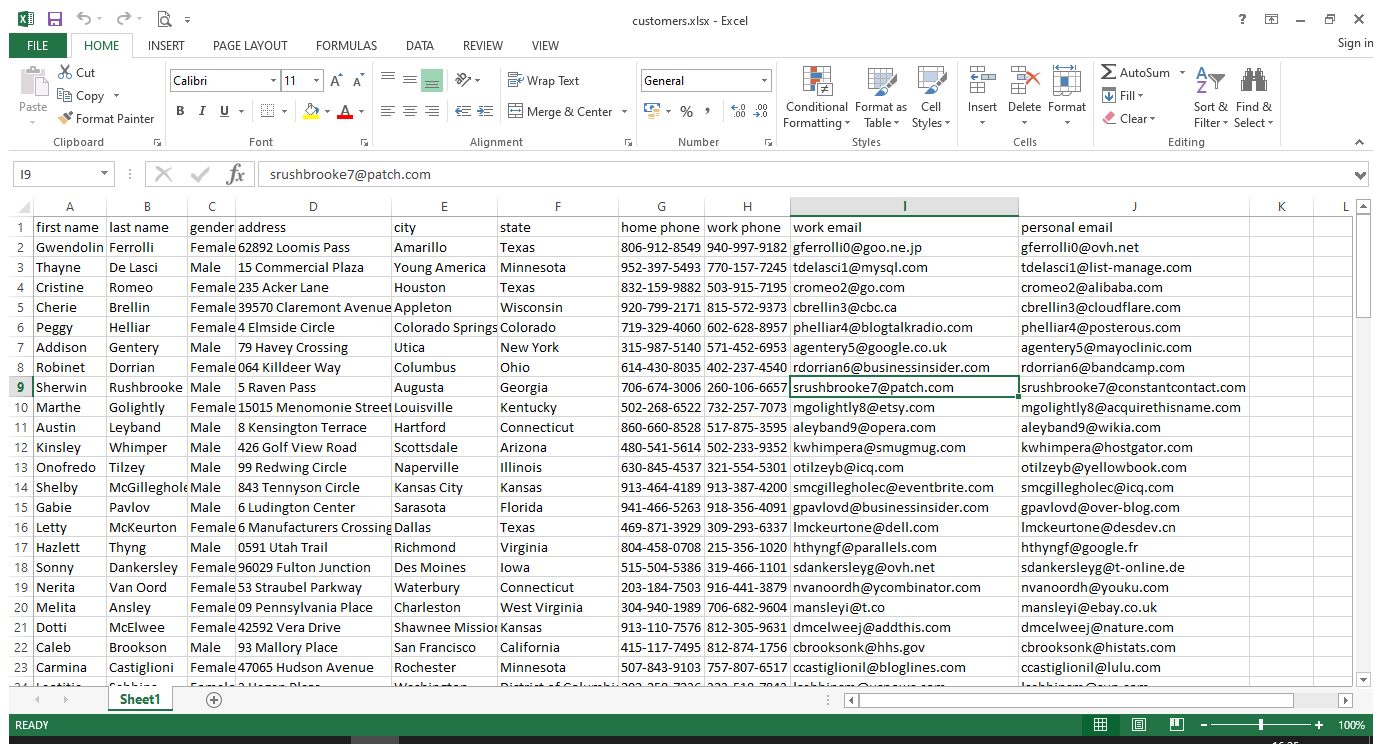 customers.xlsx - Excel
?
FILE HOME INSERT PAGE LAYOUT FORMULAS DATA REVIEW VIEW Sign in
Paste Cut Copy Format Painter Clipboard
Calibri 11 A A B I U A Font
Wrap Text Merge & Center Alignment
General % , .00 Number
Conditional Formatting Format as Table Cell Styles Styles
Insert Delete Format Cells
AutoSum Fill Clear Sort & Filter Find & Select Editing
I9 fx srushbrooke7@patch.com
A B C D E F G H I J K L
1 first name last name gender address city state home phone work phone work email personal email
2 Gwendolin Ferrolli Female 62892 Loomis Pass Amarillo Texas 806-912-8549 940-997-9182 gferrolli0@goo.ne.jp gferrolli0@ovh.net
3 Thayne De Lasci Male 15 Commercial Plaza Young America Minnesota 952-397-5493 770-157-7245 tdelasci1@mysql.com tdelasci1@list-manage.com
4 Cristine Romeo Female 235 Acker Lane Houston Texas 832-159-9882 503-915-7195 cromeo2@go.com cromeo2@alibaba.com
5 Cherie Brellin Female 39570 Claremont Avenue Appleton Wisconsin 920-799-2171 815-572-9373 cbrellin3@cbc.ca cbrellin3@cloudflare.com
6 Peggy Helliar Female 4 Elmside Circle Colorado Springs Colorado 719-329-4060 602-628-8957 phelliar4@blogtalkradio.com phelliar4@posterous.com
7 Addison Gentery Male 79 Havey Crossing Utica New York 315-987-5140 571-452-6953 agentery5@google.co.uk agentery5@mayoclinic.com
8 Robinet Dorrian Female 064 Killdeer Way Columbus Ohio 614-430-8035 402-237-4540 rdorrian6@businessinsider.com rdorrian6@bandcamp.com
9 Sherwin Rushbrooke Male 5 Raven Pass Augusta Georgia 706-674-3006 260-106-6657 srushbrooke7@patch.com srushbrooke7@constantcontact.com
10 Marthe Golightly Female 15015 Menomonie Street Louisville Kentucky 502-268-6522 732-257-7073 mgolightly8@etsy.com mgolightly8@acquirethisname.com
11 Austin Leyband Male 8 Kensington Terrace Hartford Connecticut 860-660-8528 517-875-3595 aleyband9@opera.com aleyband9@wikia.com
12 Kinsley Whimper Male 426 Golf View Road Scottsdale Arizona 480-541-5614 502-233-9352 kwhimpera@smugmug.com kwhimpera@hostgator.com
13 Onofredo Tilzey Male 99 Redwing Circle Naperville Illinois 630-845-4537 321-554-5301 otilzeyb@icq.com otilzeyb@yellowbook.com
14 Shelby McGilleghole Male 843 Tennyson Circle Kansas City Kansas 913-464-4189 913-387-4200 smcgillegholec@eventbrite.com smcgillegholec@icq.com
15 Gabie Pavlov Male 6 Ludington Center Sarasota Florida 941-466-5263 918-356-4091 gpavlovd@businessinsider.com gpavlovd@over-blog.com
16 Letty McKeurton Female 6 Manufacturers Crossing Dallas Texas 469-871-3929 309-293-6337 lmckeurtone@dell.com lmckeurtone@desdev.cn
17 Hazlett Thyng Male 0591 Utah Trail Richmond Virginia 804-458-0708 215-356-1020 hthyngf@parallels.com hthyngf@google.fr
18 Sonny Dankersley Female 96029 Fulton Junction Des Moines Iowa 515-504-5386 319-466-1101 sdankersleyg@ovh.net sdankersleyg@t-online.de
19 Nerita Van Oord Female 53 Straubel Parkway Waterbury Connecticut 203-184-7503 916-441-3879 nvanoordh@ycombinator.com nvanoordh@youku.com
20 Melita Ansley Female 09 Pennsylvania Place Charleston West Virginia 304-940-1989 706-682-9604 mansleyi@t.co mansleyi@ebay.co.uk
21 Dotti McElwee Female 42592 Vera Drive Shawnee Mission Kansas 913-110-7576 812-305-9631 dmcelweej@addthis.com dmcelweej@nature.com
22 Caleb Brookson Male 93 Mallory Place San Francisco California 415-117-7495 812-874-1756 cbrooksonk@hhs.gov cbrooksonk@histats.com
23 Carmina Castiglioni Female 47065 Hudson Avenue Rochester Minnesota 507-843-9103 757-807-6517 ccastiglionil@bloglines.com ccastiglionil@lulu.com
Sheet1
READY 100%